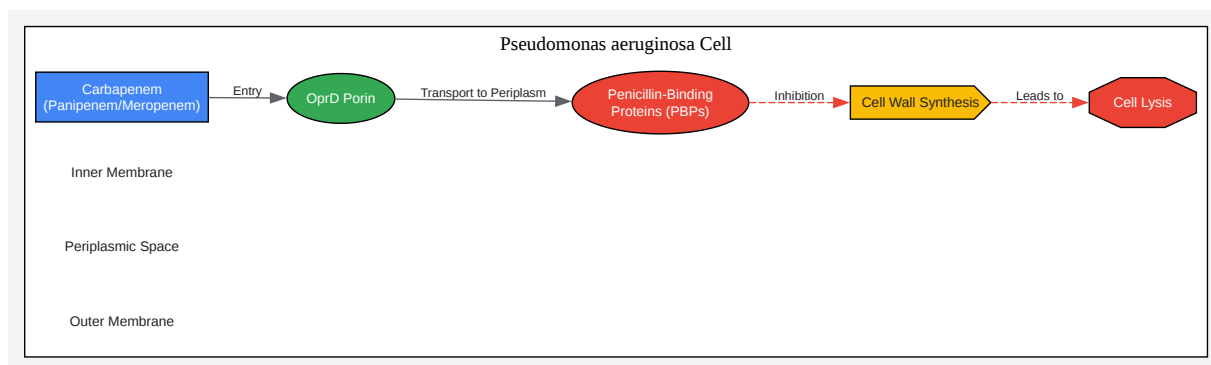 Pseudomonas aeruginosa Cell
Carbapenem
(Panipenem/Meropenem)
Entry
OprD Porin
Transport to Periplasm
Penicillin-Binding
Proteins (PBPs)
Inhibition
Cell Wall Synthesis
Leads to
Cell Lysis
Inner Membrane
Periplasmic Space
Outer Membrane